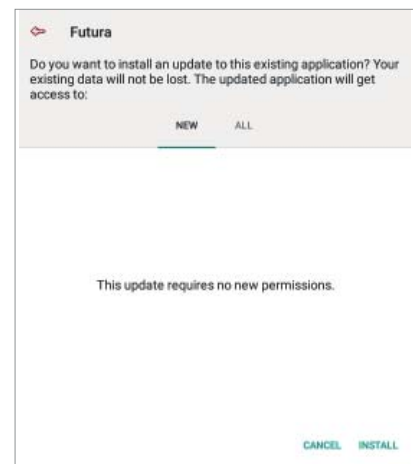 Futura
Do you want to install an update to this existing application? Your
existing data will not be lost. The updated application will get
access to:
NEW ALL
This update requires no new permissions.
CANCEL INSTALL